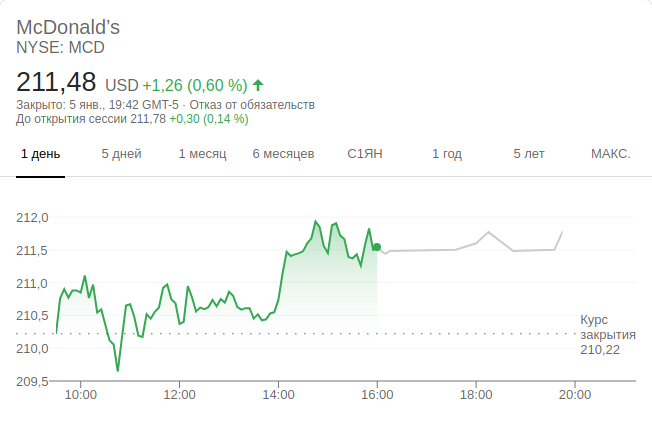 McDonald’s
NYSE: MCD
211,48 USD +1,26 (0,60 %)
Закрыто: 5 янв., 19:42 GMT-5 · Отказ от обязательств
До открытия сессии 211,78 +0,30 (0,14 %)
1 день 5 дней 1 месяц 6 месяцев С1ЯН 1 год 5 лет МАКС.
212,0
211,5
211,0
210,5
Курс
закрытия
210,22
210,0
209,5
10:00 12:00 14:00 16:00 18:00 20:00